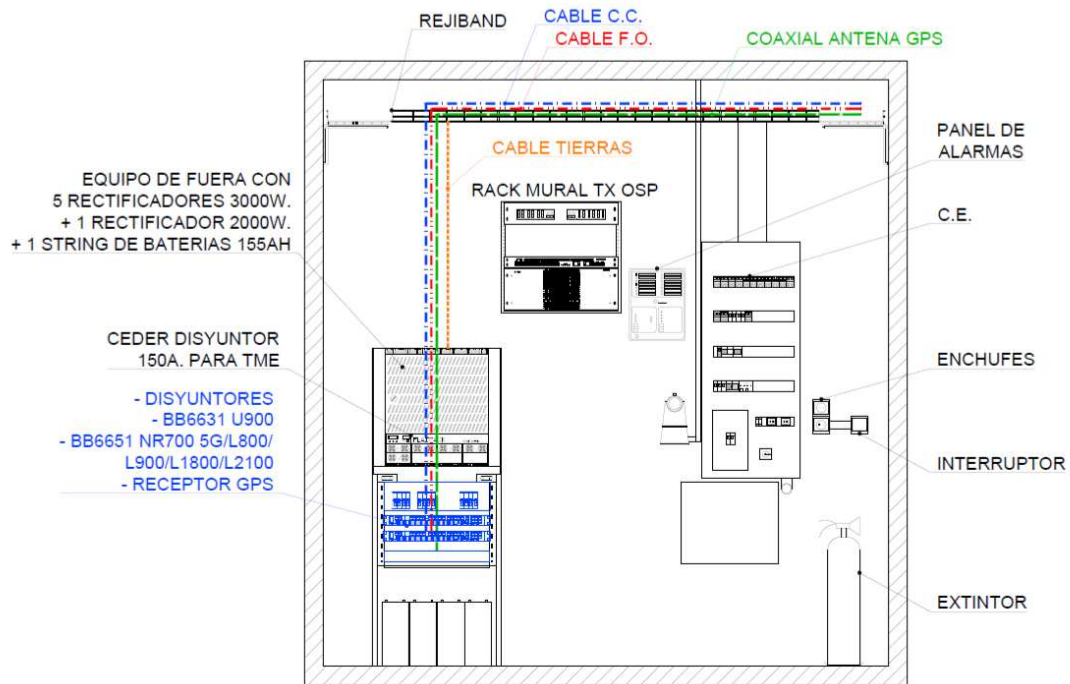 REJIBAND
CABLE C.C.
CABLE F.O.
COAXIAL ANTENA GPS
PANEL DE
ALARMAS
CABLE TIERRAS
EQUIPO DE FUERA CON
5 RECTIFICADORES 3000W.
+ 1 RECTIFICADOR 2000W.
+ 1 STRING DE BATERIAS 155AH
RACK MURAL TX OSP
C.E.
CEDER DISYUNTOR
150A. PARA TME
ENCHUFES
- DISYUNTORES
- BB6631 U900
- BB6651 NR700 5G/L800/
L900/L1800/L2100
- RECEPTOR GPS
INTERRUPTOR
EXTINTOR